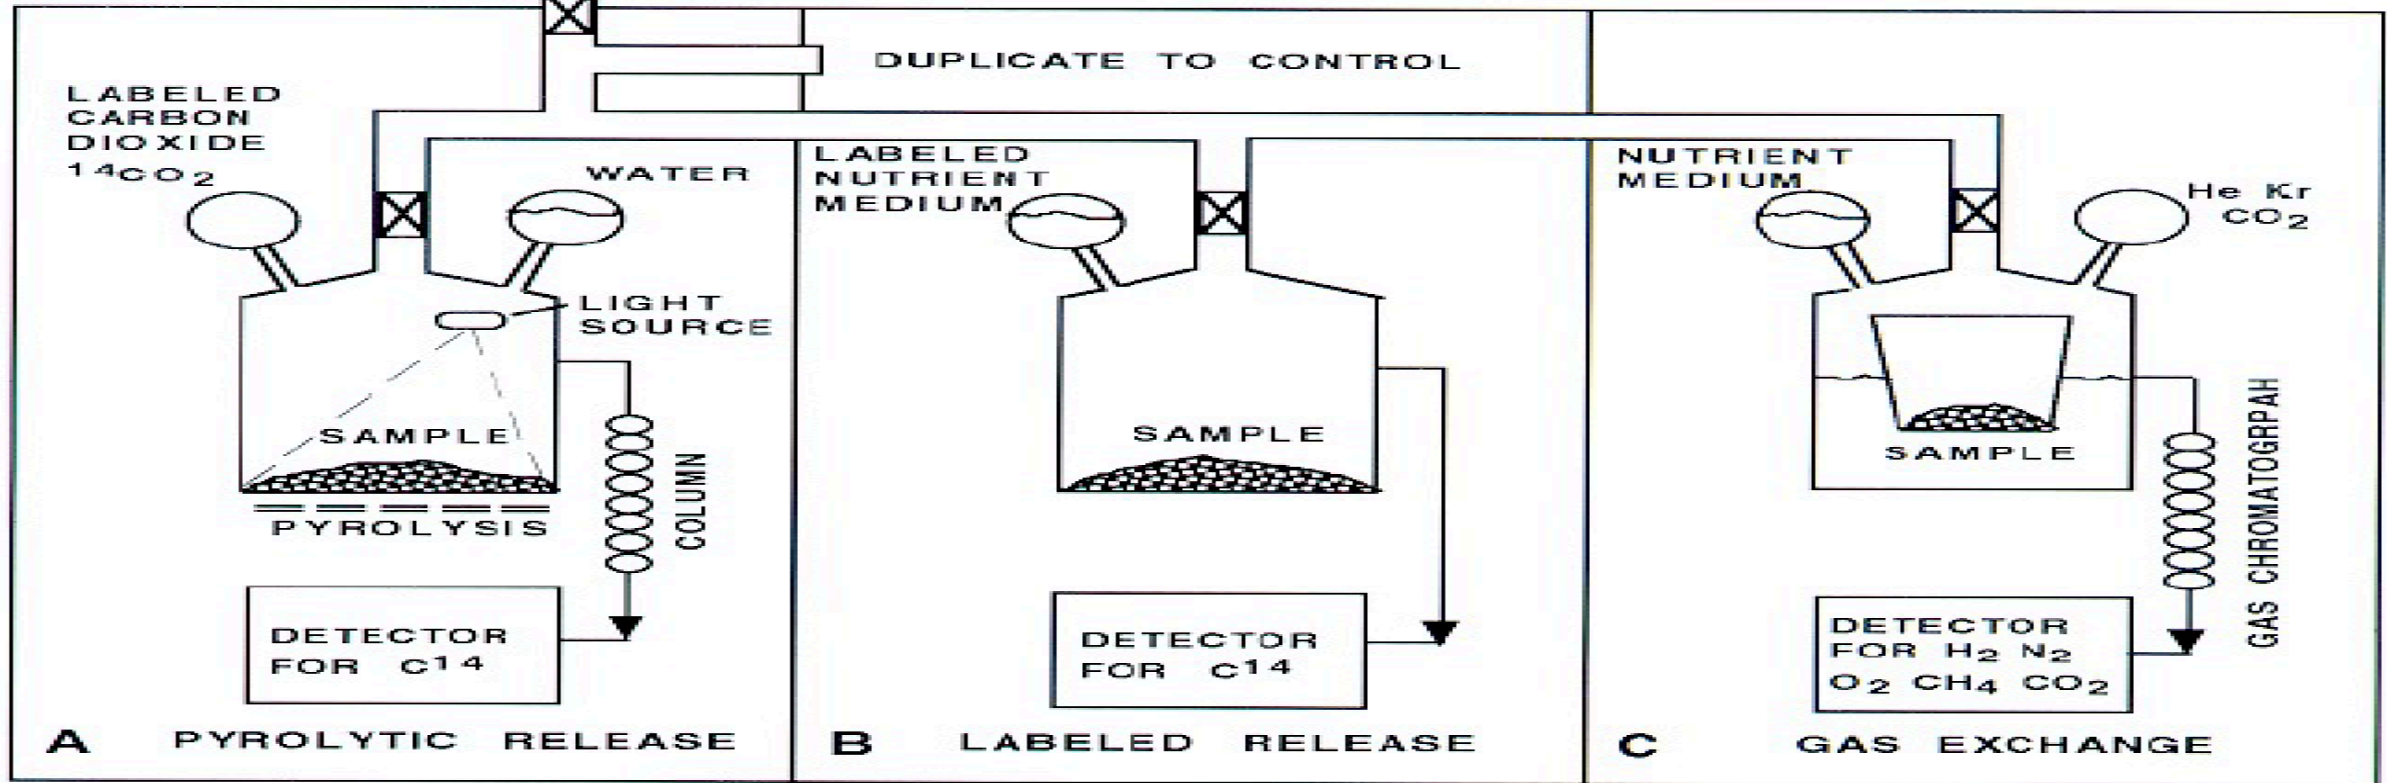 DUPLICATE TO CONTROL
LABELED
CARBON
DIOXIDE
¹⁴CO₂
WATER
LIGHT
SOURCE
SAMPLE
PYROLYSIS
COLUMN
DETECTOR
FOR C¹⁴
A PYROLYTIC RELEASE
LABELED
NUTRIENT
MEDIUM
SAMPLE
DETECTOR
FOR C¹⁴
B LABELED RELEASE
NUTRIENT
MEDIUM
He Kr
CO₂
SAMPLE
GAS CHROMATOGRPAH
DETECTOR
FOR H₂ N₂
O₂ CH₄ CO₂
C GAS EXCHANGE